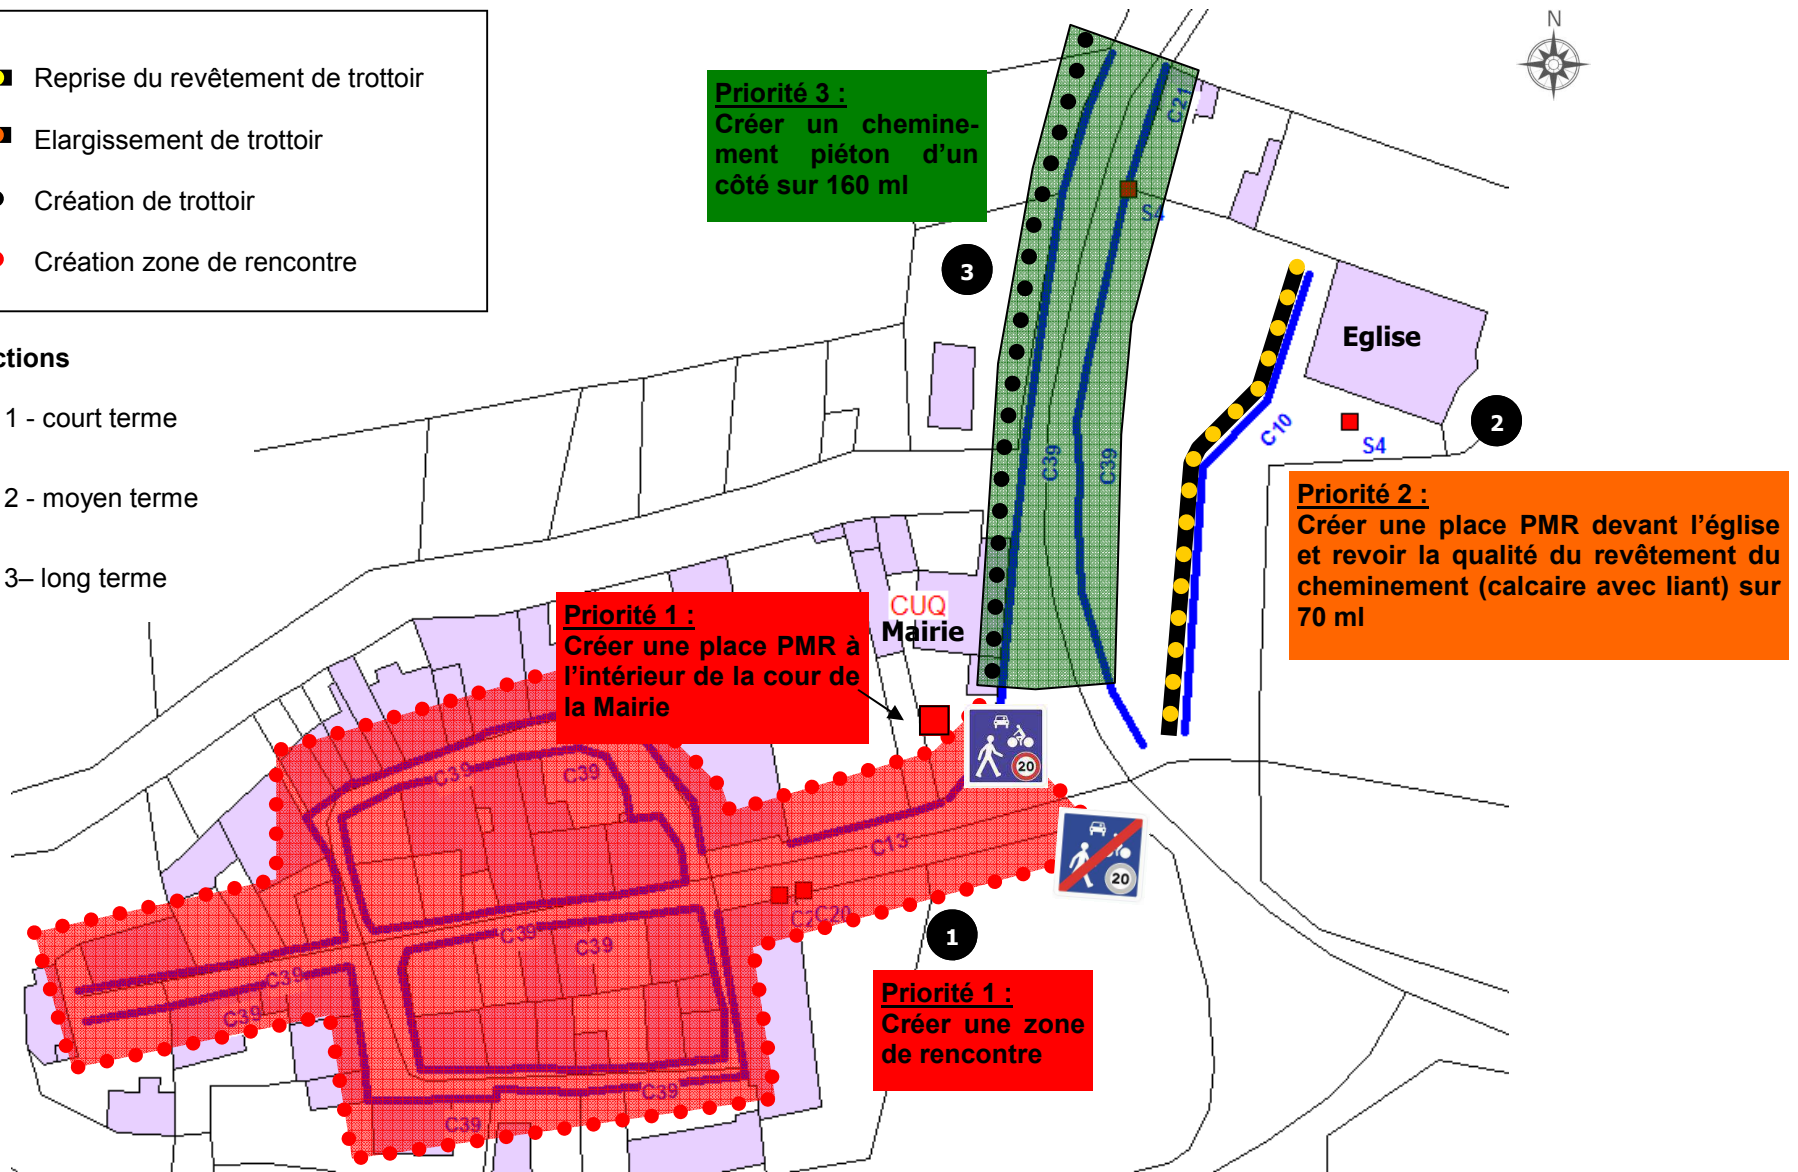 Reprise du revêtement de trottoir
Elargissement de trottoir
Création de trottoir
Création zone de rencontre
ctions
1 - court terme
2 - moyen terme
3– long terme
N
Priorité 3 :
Créer un chemine-
ment piéton d’un
côté sur 160 ml
3
C21
S4
Eglise
C10
S4
2
C39
C39
Priorité 2 :
Créer une place PMR devant l’église
et revoir la qualité du revêtement du
cheminement (calcaire avec liant) sur
70 ml
CUQ
Mairie
Priorité 1 :
Créer une place PMR à
l’intérieur de la cour de
la Mairie
20
20
C39
C39
C13
C2
C20
C39
C39
C39
C39
C39
C39
1
Priorité 1 :
Créer une zone
de rencontre